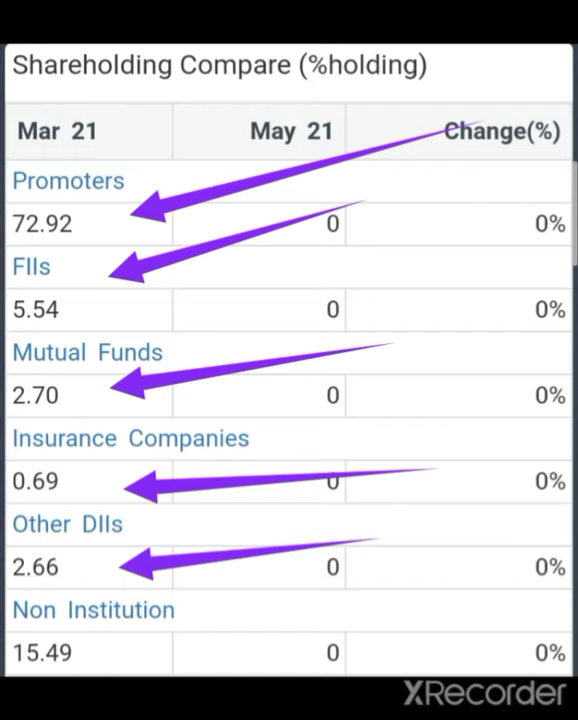 Shareholding Compare (%holding)
Mar 21 May 21 Change(%)
Promoters
72.92 0 0%
FIIs
5.54 0 0%
Mutual Funds
2.70 0 0%
Insurance Companies
0.69 0 0%
Other DIIs
2.66 0 0%
Non Institution
15.49 0 0%
XRecorder